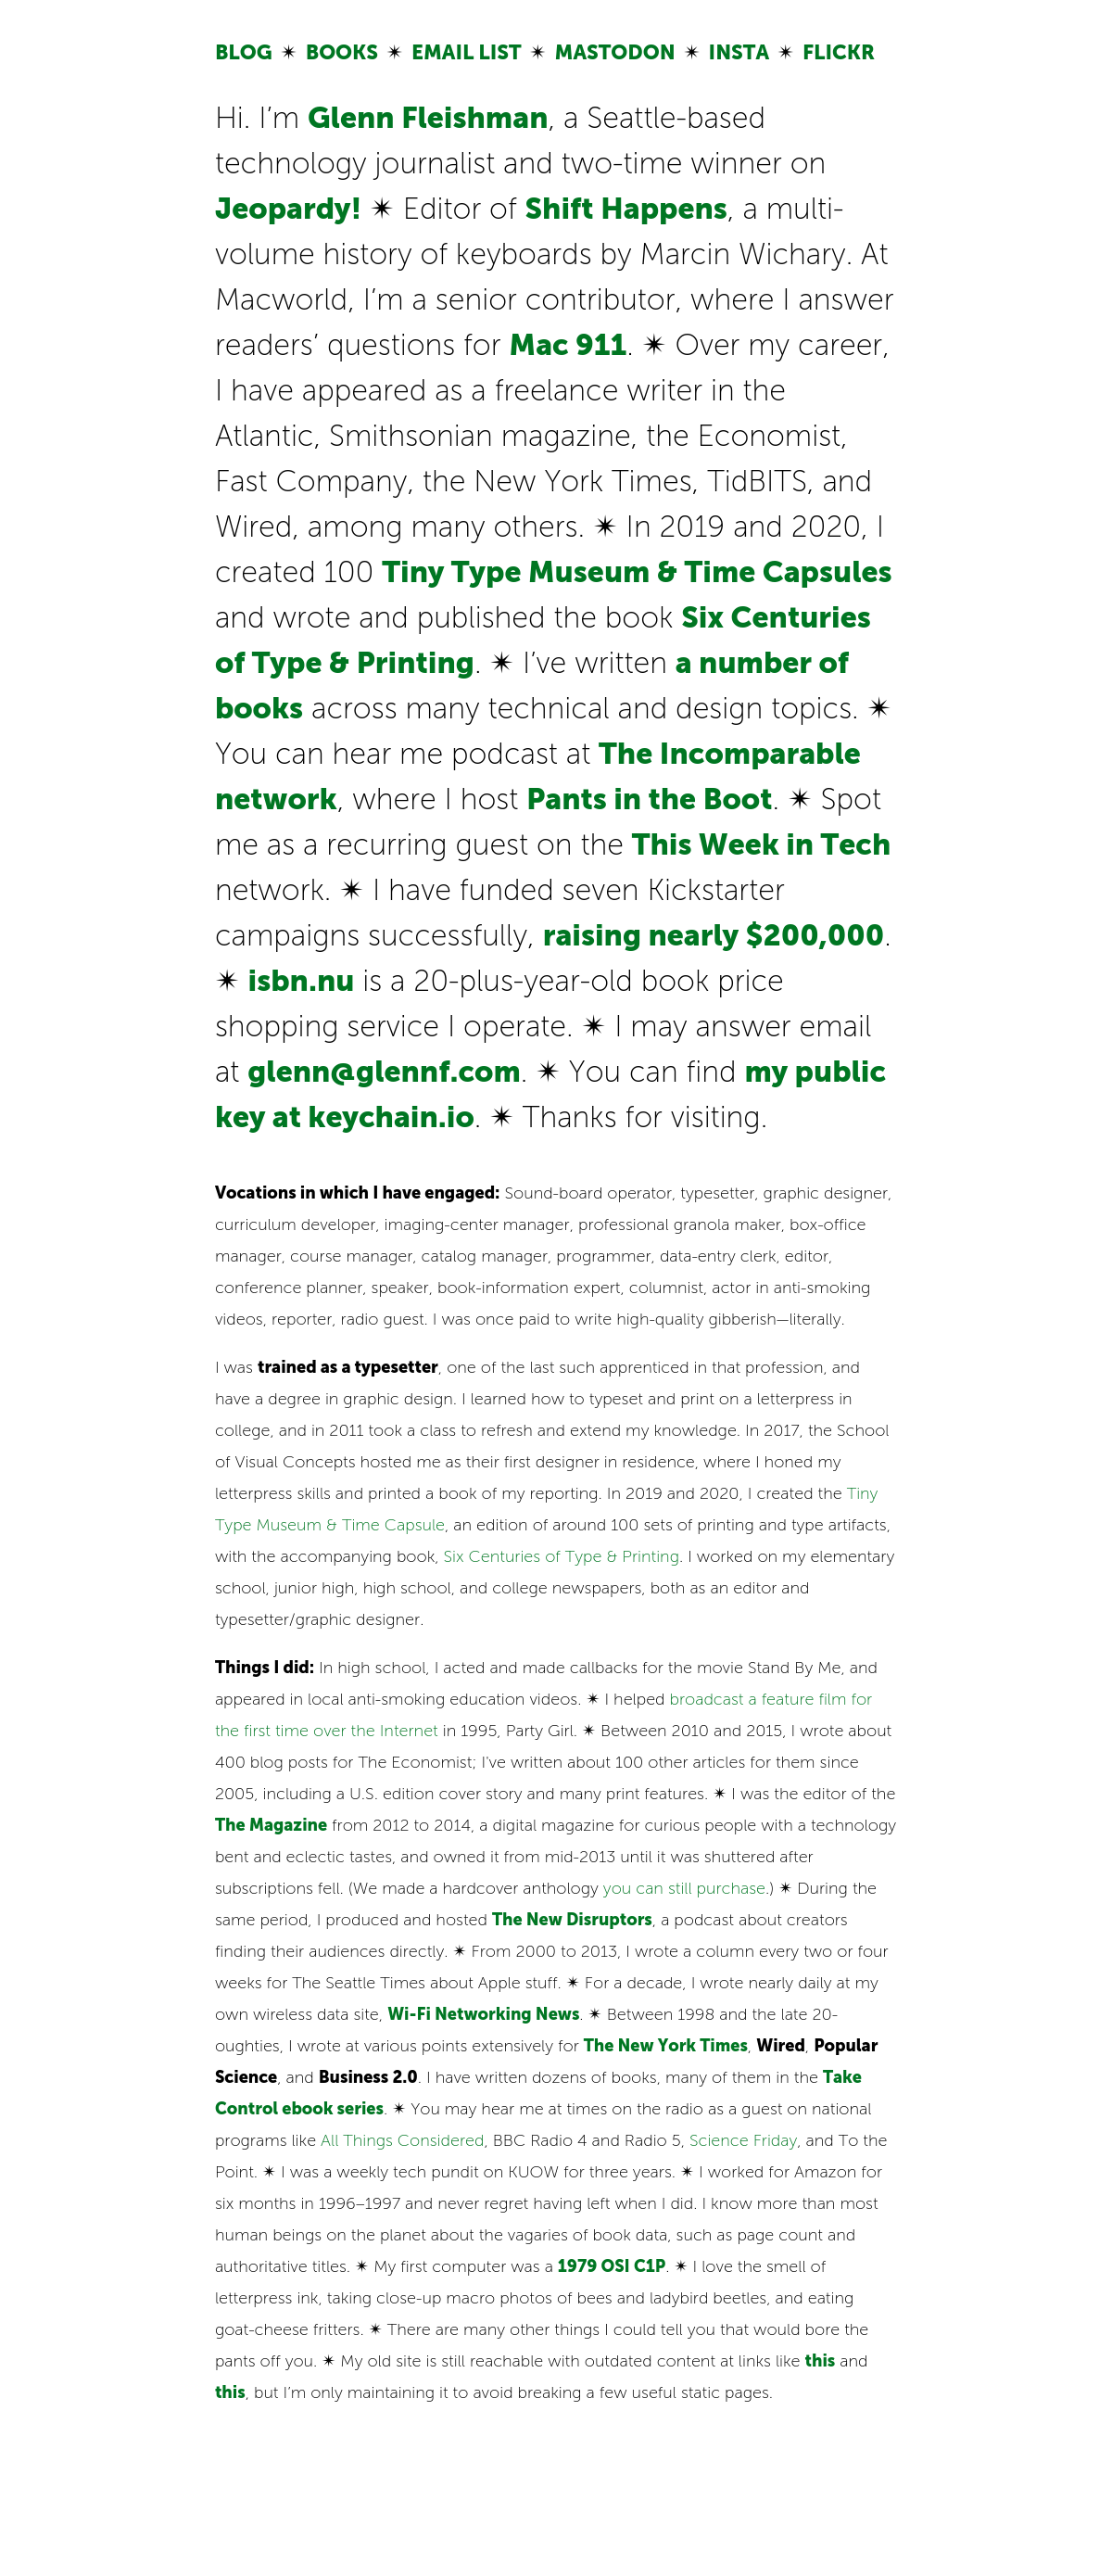 BLOG ✴ BOOKS ✴ EMAIL LIST ✴ MASTODON ✴ INSTA ✴ FLICKR
Hi. I’m Glenn Fleishman, a Seattle-based
technology journalist and two-time winner on
Jeopardy! ✴ Editor of Shift Happens, a multi-
volume history of keyboards by Marcin Wichary. At
Macworld, I’m a senior contributor, where I answer
readers’ questions for Mac 911. ✴ Over my career,
I have appeared as a freelance writer in the
Atlantic, Smithsonian magazine, the Economist,
Fast Company, the New York Times, TidBITS, and
Wired, among many others. ✴ In 2019 and 2020, I
created 100 Tiny Type Museum & Time Capsules
and wrote and published the book Six Centuries
of Type & Printing. ✴ I’ve written a number of
books across many technical and design topics. ✴
You can hear me podcast at The Incomparable
network, where I host Pants in the Boot. ✴ Spot
me as a recurring guest on the This Week in Tech
network. ✴ I have funded seven Kickstarter
campaigns successfully, raising nearly $200,000.
✴ isbn.nu is a 20-plus-year-old book price
shopping service I operate. ✴ I may answer email
at glenn@glennf.com. ✴ You can find my public
key at keychain.io. ✴ Thanks for visiting.
Vocations in which I have engaged: Sound-board operator, typesetter, graphic designer,
curriculum developer, imaging-center manager, professional granola maker, box-office
manager, course manager, catalog manager, programmer, data-entry clerk, editor,
conference planner, speaker, book-information expert, columnist, actor in anti-smoking
videos, reporter, radio guest. I was once paid to write high-quality gibberish—literally.
I was trained as a typesetter, one of the last such apprenticed in that profession, and
have a degree in graphic design. I learned how to typeset and print on a letterpress in
college, and in 2011 took a class to refresh and extend my knowledge. In 2017, the School
of Visual Concepts hosted me as their first designer in residence, where I honed my
letterpress skills and printed a book of my reporting. In 2019 and 2020, I created the Tiny
Type Museum & Time Capsule, an edition of around 100 sets of printing and type artifacts,
with the accompanying book, Six Centuries of Type & Printing. I worked on my elementary
school, junior high, high school, and college newspapers, both as an editor and
typesetter/graphic designer.
Things I did: In high school, I acted and made callbacks for the movie Stand By Me, and
appeared in local anti-smoking education videos. ✴ I helped broadcast a feature film for
the first time over the Internet in 1995, Party Girl. ✴ Between 2010 and 2015, I wrote about
400 blog posts for The Economist; I’ve written about 100 other articles for them since
2005, including a U.S. edition cover story and many print features. ✴ I was the editor of the
The Magazine from 2012 to 2014, a digital magazine for curious people with a technology
bent and eclectic tastes, and owned it from mid-2013 until it was shuttered after
subscriptions fell. (We made a hardcover anthology you can still purchase.) ✴ During the
same period, I produced and hosted The New Disruptors, a podcast about creators
finding their audiences directly. ✴ From 2000 to 2013, I wrote a column every two or four
weeks for The Seattle Times about Apple stuff. ✴ For a decade, I wrote nearly daily at my
own wireless data site, Wi-Fi Networking News. ✴ Between 1998 and the late 20-
oughties, I wrote at various points extensively for The New York Times, Wired, Popular
Science, and Business 2.0. I have written dozens of books, many of them in the Take
Control ebook series. ✴ You may hear me at times on the radio as a guest on national
programs like All Things Considered, BBC Radio 4 and Radio 5, Science Friday, and To the
Point. ✴ I was a weekly tech pundit on KUOW for three years. ✴ I worked for Amazon for
six months in 1996–1997 and never regret having left when I did. I know more than most
human beings on the planet about the vagaries of book data, such as page count and
authoritative titles. ✴ My first computer was a 1979 OSI C1P. ✴ I love the smell of
letterpress ink, taking close-up macro photos of bees and ladybird beetles, and eating
goat-cheese fritters. ✴ There are many other things I could tell you that would bore the
pants off you. ✴ My old site is still reachable with outdated content at links like this and
this, but I’m only maintaining it to avoid breaking a few useful static pages.